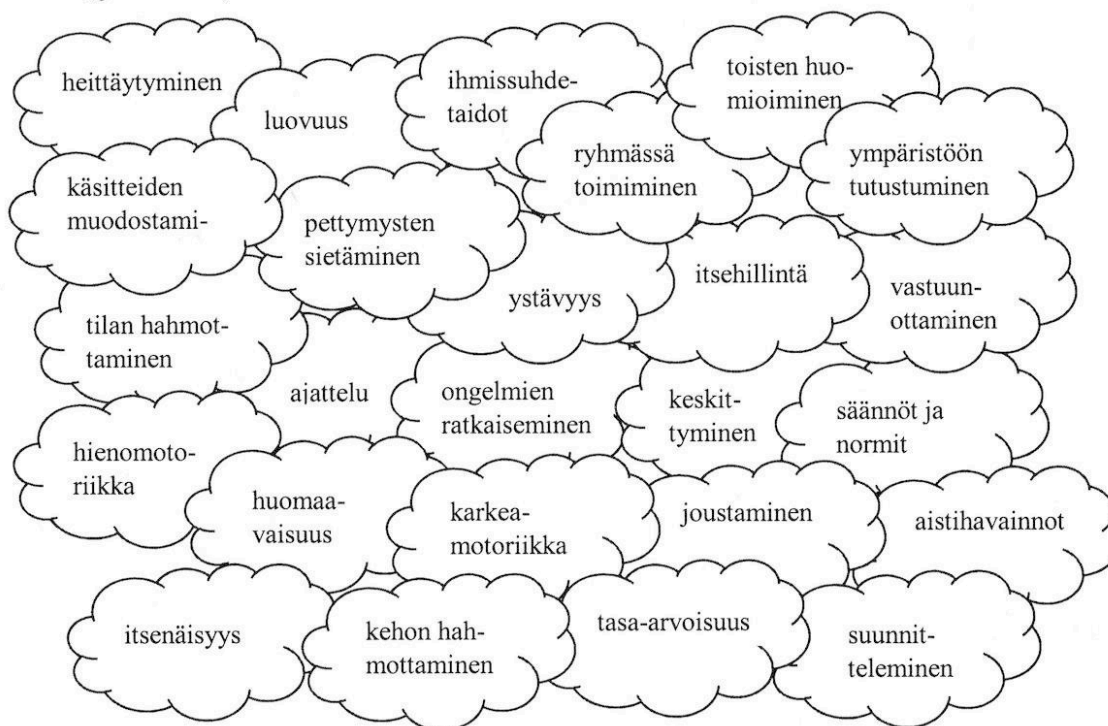 heittäytyminen
luovuus
ihmissuhde-
taidot
toisten huo-
mioiminen
käsitteiden
muodostami-
pettymysten
sietäminen
ryhmässä
toimiminen
ympäristöön
tutustuminen
tilan hahmot-
taminen
ystävyys
itsehillintä
vastuun-
ottaminen
ajattelu
ongelmien
ratkaiseminen
keskit-
tyminen
säännöt ja
normit
hienomoto-
riikka
huomaa-
vaisuus
karkea-
motoriikka
joustaminen
aistihavainnot
itsenäisyys
kehon hah-
mottaminen
tasa-arvoisuus
suunnit-
teleminen